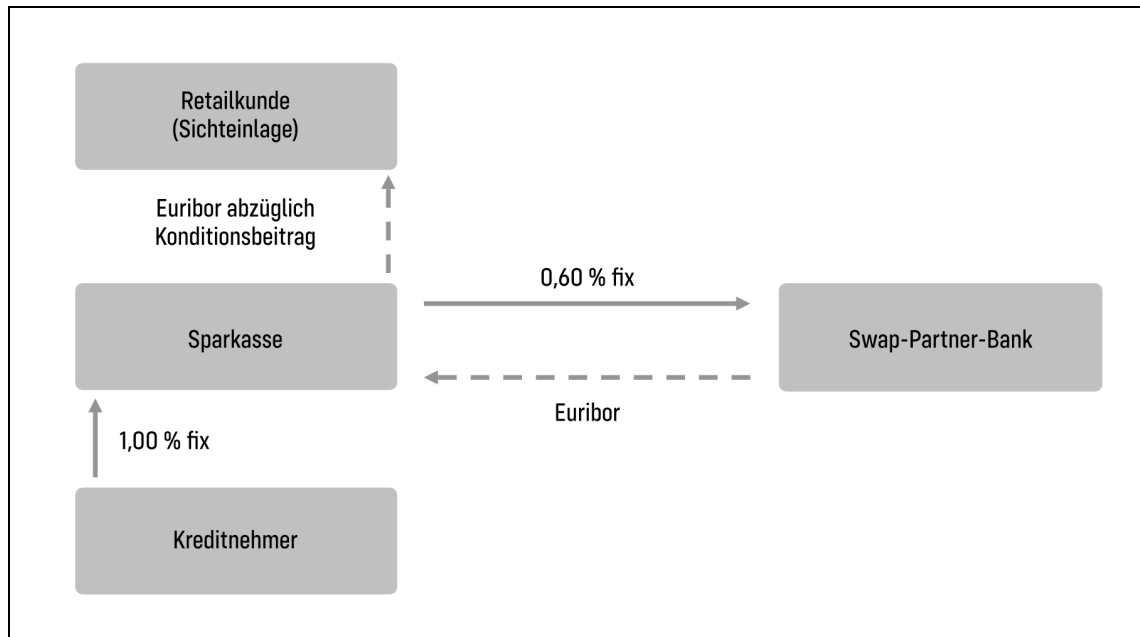 Retailkunde
(Sichteinlage)
Euribor abzüglich
Konditionsbeitrag
0,60 % fix
Sparkasse
Swap-Partner-Bank
Euribor
1,00 % fix
Kreditnehmer